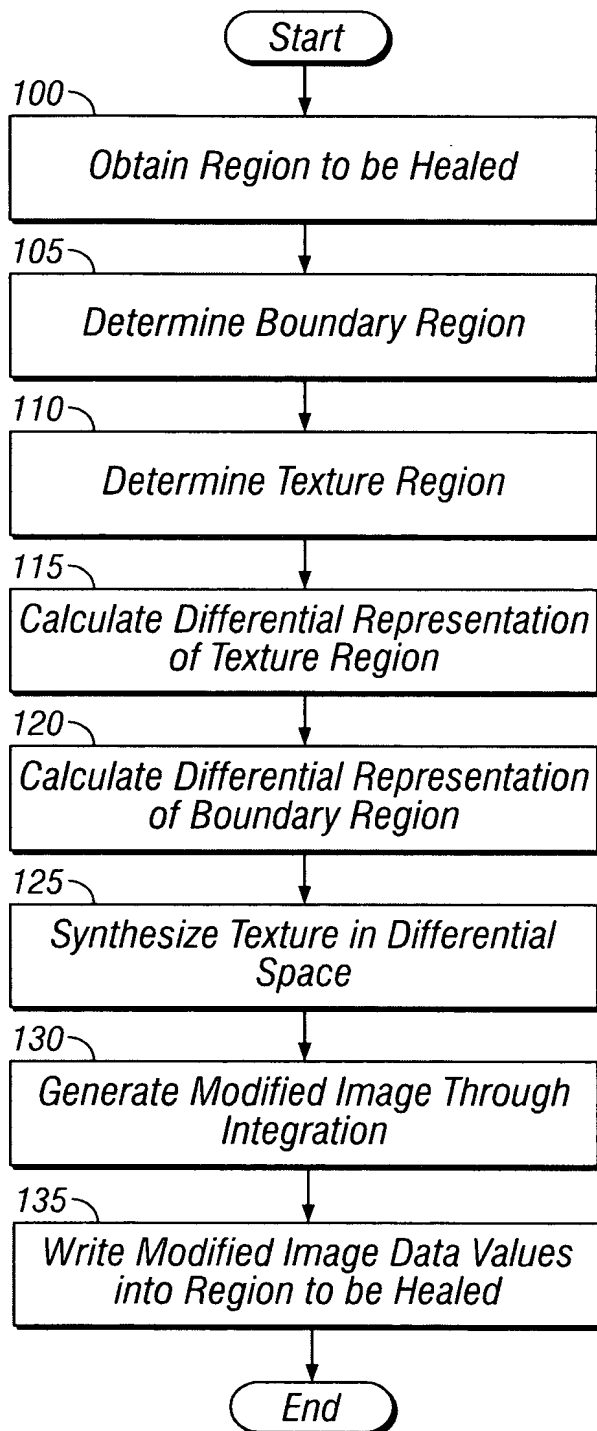 Start
100
Obtain Region to be Healed
105
Determine Boundary Region
110
Determine Texture Region
115
Calculate Differential Representation
of Texture Region
120
Calculate Differential Representation
of Boundary Region
125
Synthesize Texture in Differential
Space
130
Generate Modified Image Through
Integration
135
Write Modified Image Data Values
into Region to be Healed
End